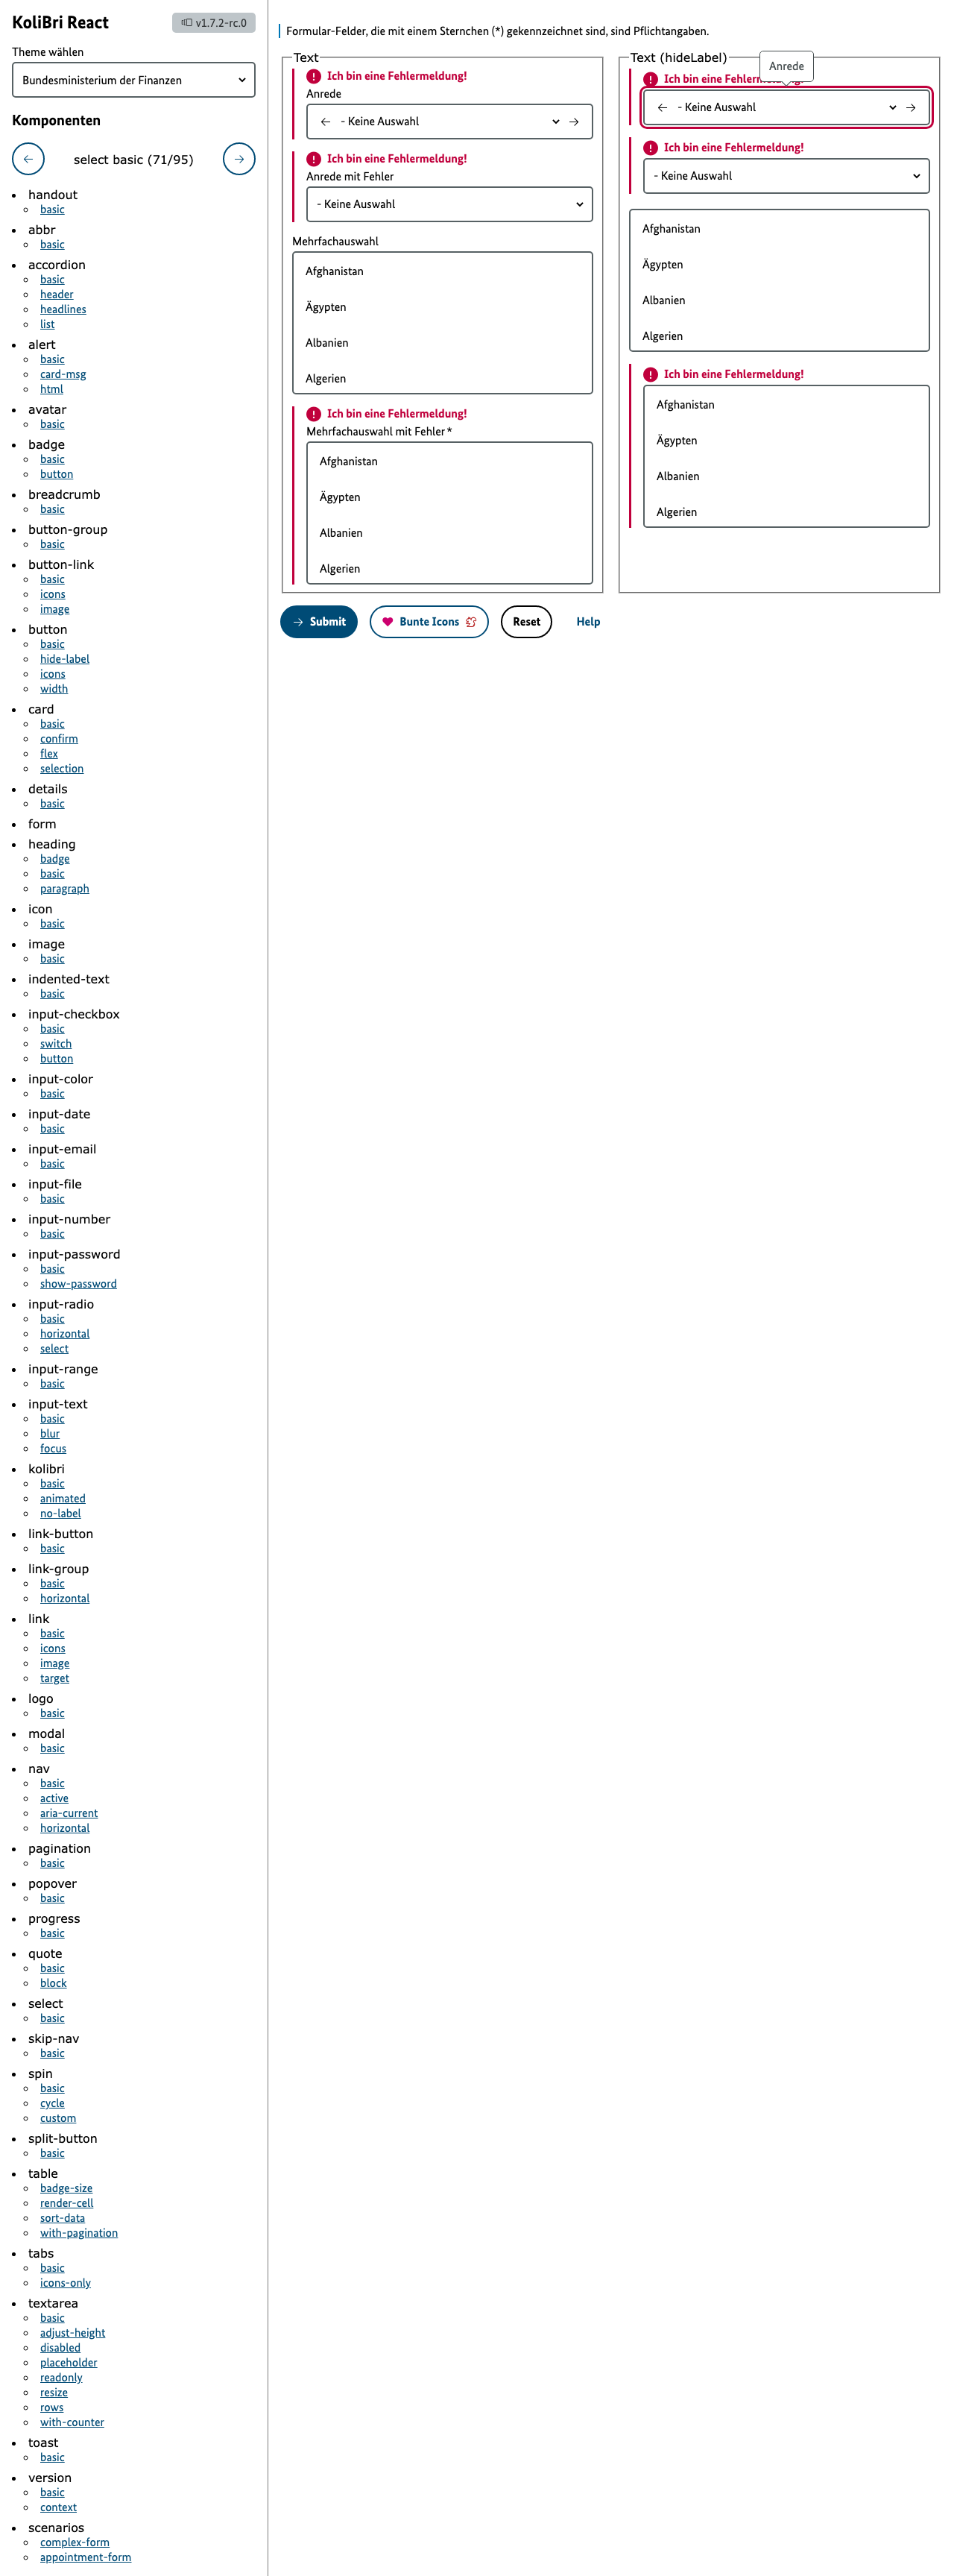 KoliBri React
v1.7.2-rc.0
Theme wählen
Bundesministerium der Finanzen
Komponenten
select basic (71/95)
handout
basic
abbr
basic
accordion
basic
header
headlines
list
alert
basic
card-msg
html
avatar
basic
badge
basic
button
breadcrumb
basic
button-group
basic
button-link
basic
icons
image
button
basic
hide-label
icons
width
card
basic
confirm
flex
selection
details
basic
form
heading
badge
basic
paragraph
icon
basic
image
basic
indented-text
basic
input-checkbox
basic
switch
button
input-color
basic
input-date
basic
input-email
basic
input-file
basic
input-number
basic
input-password
basic
show-password
input-radio
basic
horizontal
select
input-range
basic
input-text
basic
blur
focus
kolibri
basic
animated
no-label
link-button
basic
link-group
basic
horizontal
link
basic
icons
image
target
logo
basic
modal
basic
nav
basic
active
aria-current
horizontal
pagination
basic
popover
basic
progress
basic
quote
basic
block
select
basic
skip-nav
basic
spin
basic
cycle
custom
split-button
basic
table
badge-size
render-cell
sort-data
with-pagination
tabs
basic
icons-only
textarea
basic
adjust-height
disabled
placeholder
readonly
resize
rows
with-counter
toast
basic
version
basic
context
scenarios
complex-form
appointment-form
Formular-Felder, die mit einem Sternchen (*) gekennzeichnet sind, sind Pflichtangaben.
Text
Ich bin eine Fehlermeldung!
Anrede
- Keine Auswahl
Ich bin eine Fehlermeldung!
Anrede mit Fehler
- Keine Auswahl
Mehrfachauswahl
Afghanistan
Ägypten
Albanien
Algerien
Ich bin eine Fehlermeldung!
Mehrfachauswahl mit Fehler *
Afghanistan
Ägypten
Albanien
Algerien
Text (hideLabel)
Anrede
Ich bin eine Fehlermeldung!
- Keine Auswahl
Ich bin eine Fehlermeldung!
- Keine Auswahl
Afghanistan
Ägypten
Albanien
Algerien
Ich bin eine Fehlermeldung!
Afghanistan
Ägypten
Albanien
Algerien
Submit
Bunte Icons
Reset
Help